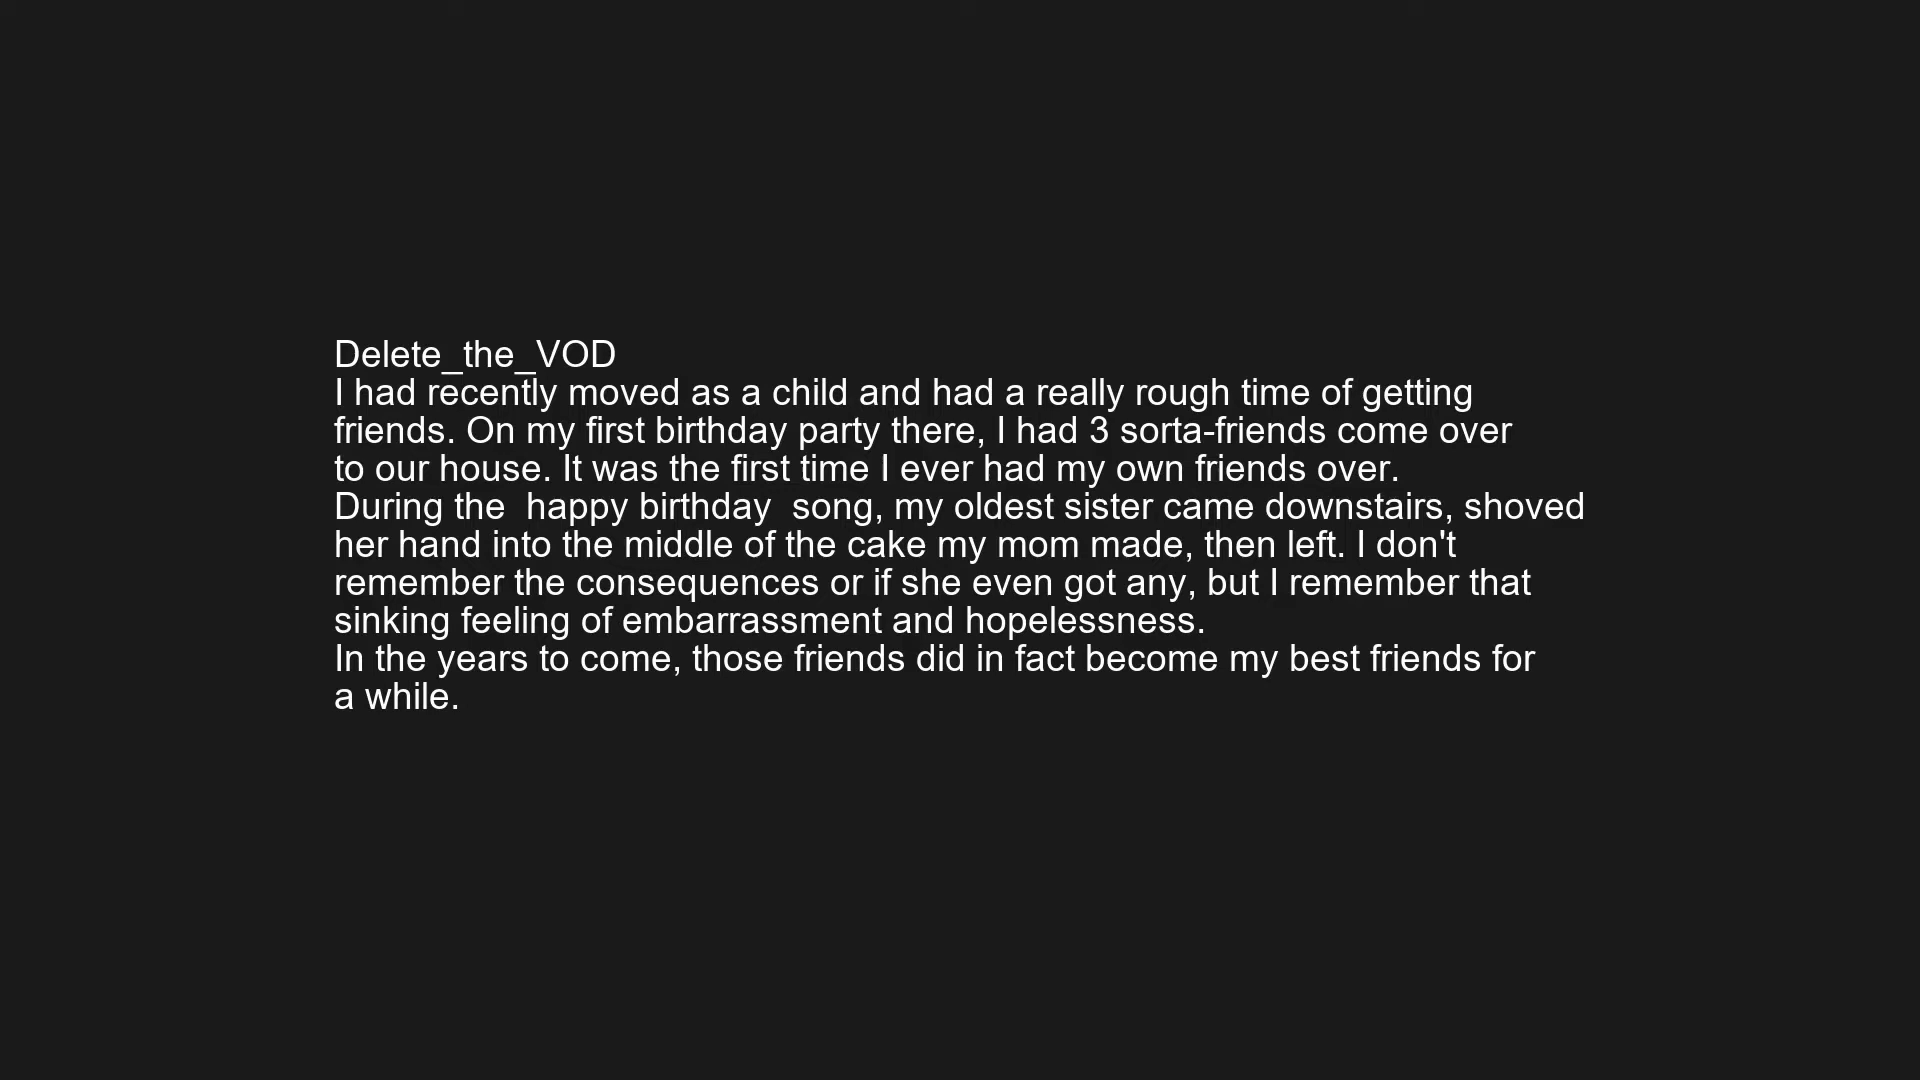 Delete_the_VOD
I had recently moved as a child and had a really rough time of getting
friends. On my first birthday party there, I had 3 sorta-friends come over
to our house. It was the first time I ever had my own friends over.
During the  happy birthday  song, my oldest sister came downstairs, shoved
her hand into the middle of the cake my mom made, then left. I don't
remember the consequences or if she even got any, but I remember that
sinking feeling of embarrassment and hopelessness.
In the years to come, those friends did in fact become my best friends for
a while.